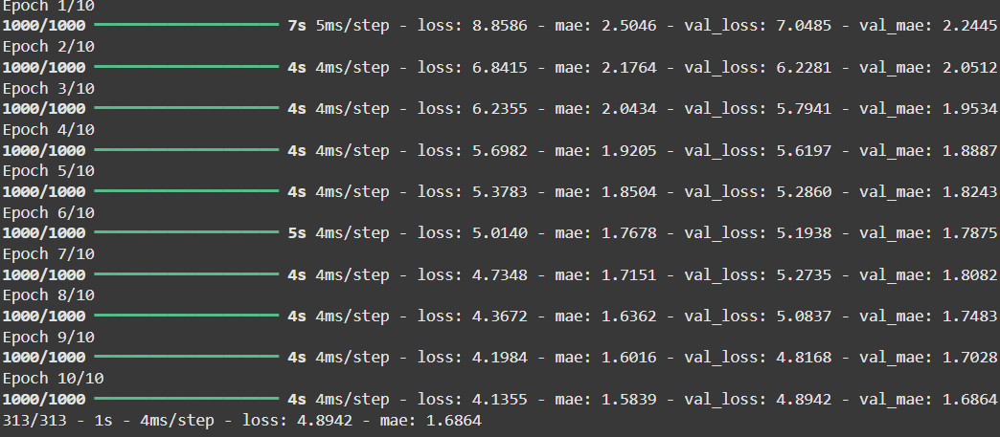 Epoch 1/10
1000/1000 ━━━━━━━━━━━━━━━━━━━━ 7s 5ms/step - loss: 8.8586 - mae: 2.5046 - val_loss: 7.0485 - val_mae: 2.2445
Epoch 2/10
1000/1000 ━━━━━━━━━━━━━━━━━━━━ 4s 4ms/step - loss: 6.8415 - mae: 2.1764 - val_loss: 6.2281 - val_mae: 2.0512
Epoch 3/10
1000/1000 ━━━━━━━━━━━━━━━━━━━━ 4s 4ms/step - loss: 6.2355 - mae: 2.0434 - val_loss: 5.7941 - val_mae: 1.9534
Epoch 4/10
1000/1000 ━━━━━━━━━━━━━━━━━━━━ 4s 4ms/step - loss: 5.6982 - mae: 1.9205 - val_loss: 5.6197 - val_mae: 1.8887
Epoch 5/10
1000/1000 ━━━━━━━━━━━━━━━━━━━━ 4s 4ms/step - loss: 5.3783 - mae: 1.8504 - val_loss: 5.2860 - val_mae: 1.8243
Epoch 6/10
1000/1000 ━━━━━━━━━━━━━━━━━━━━ 5s 4ms/step - loss: 5.0140 - mae: 1.7678 - val_loss: 5.1938 - val_mae: 1.7875
Epoch 7/10
1000/1000 ━━━━━━━━━━━━━━━━━━━━ 4s 4ms/step - loss: 4.7348 - mae: 1.7151 - val_loss: 5.2735 - val_mae: 1.8082
Epoch 8/10
1000/1000 ━━━━━━━━━━━━━━━━━━━━ 4s 4ms/step - loss: 4.3672 - mae: 1.6362 - val_loss: 5.0837 - val_mae: 1.7483
Epoch 9/10
1000/1000 ━━━━━━━━━━━━━━━━━━━━ 4s 4ms/step - loss: 4.1984 - mae: 1.6016 - val_loss: 4.8168 - val_mae: 1.7028
Epoch 10/10
1000/1000 ━━━━━━━━━━━━━━━━━━━━ 4s 4ms/step - loss: 4.1355 - mae: 1.5839 - val_loss: 4.8942 - val_mae: 1.6864
313/313 - 1s - 4ms/step - loss: 4.8942 - mae: 1.6864